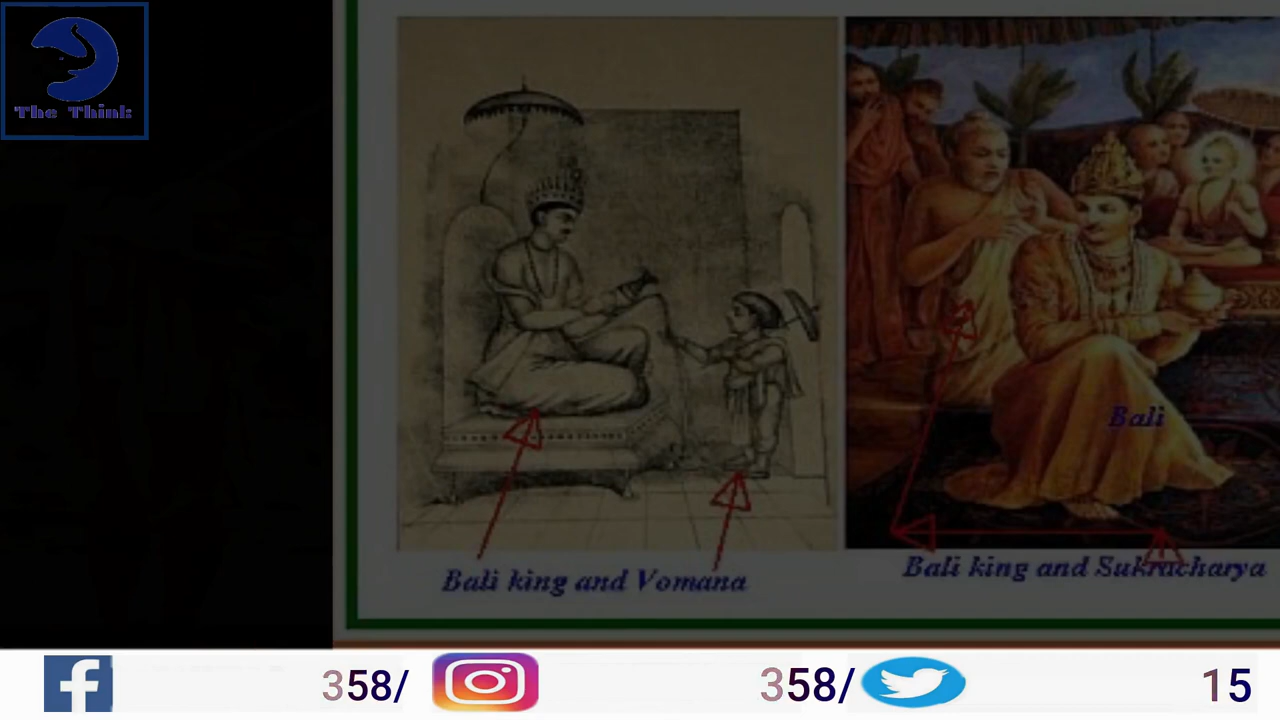 The Think
Bali
Bali king and Vomana
Bali king and Sukracharya
358/
358/
15